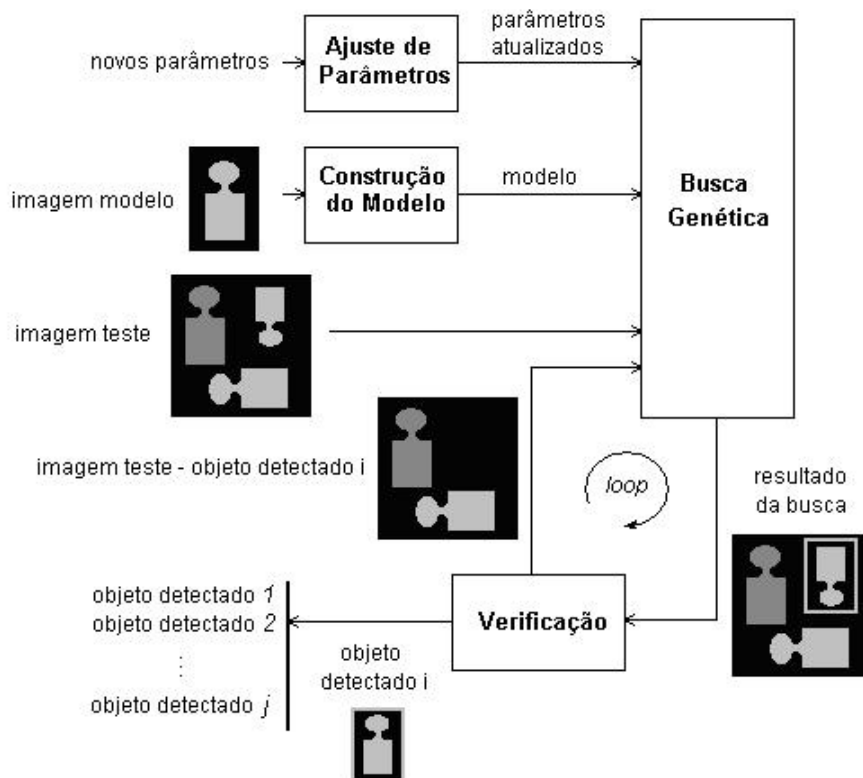 novos parâmetros
Ajuste de
Parâmetros
parâmetros
atualizados
imagem modelo
Construção
do Modelo
modelo
Busca
Genética
imagem teste
imagem teste - objeto detectado i
loop
resultado
da busca
Verificação
objeto detectado 1
objeto detectado 2
⋮
objeto detectado j
objeto
detectado i